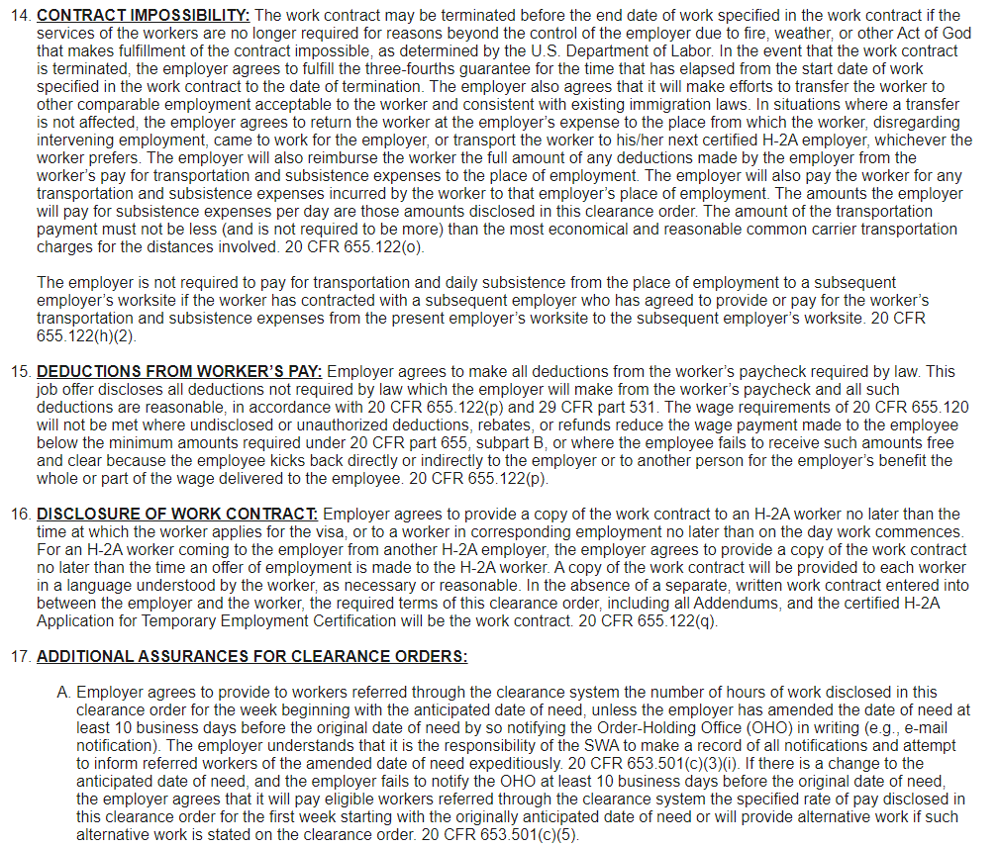 14. CONTRACT IMPOSSIBILITY: The work contract may be terminated before the end date of work specified in the work contract if the
services of the workers are no longer required for reasons beyond the control of the employer due to fire, weather, or other Act of God
that makes fulfillment of the contract impossible, as determined by the U.S. Department of Labor. In the event that the work contract
is terminated, the employer agrees to fulfill the three-fourths guarantee for the time that has elapsed from the start date of work
specified in the work contract to the date of termination. The employer also agrees that it will make efforts to transfer the worker to
other comparable employment acceptable to the worker and consistent with existing immigration laws. In situations where a transfer
is not affected, the employer agrees to return the worker at the employer's expense to the place from which the worker, disregarding
intervening employment, came to work for the employer, or transport the worker to his/her next certified H-2A employer, whichever the
worker prefers. The employer will also reimburse the worker the full amount of any deductions made by the employer from the
worker's pay for transportation and subsistence expenses to the place of employment. The employer will also pay the worker for any
transportation and subsistence expenses incurred by the worker to that employer's place of employment. The amounts the employer
will pay for subsistence expenses per day are those amounts disclosed in this clearance order. The amount of the transportation
payment must not be less (and is not required to be more) than the most economical and reasonable common carrier transportation
charges for the distances involved. 20 CFR 655.122(o).
The employer is not required to pay for transportation and daily subsistence from the place of employment to a subsequent
employer's worksite if the worker has contracted with a subsequent employer who has agreed to provide or pay for the worker's
transportation and subsistence expenses from the present employer's worksite to the subsequent employer's worksite. 20 CFR
655.122(h)(2).
15. DEDUCTIONS FROM WORKER'S PAY: Employer agrees to make all deductions from the worker's paycheck required by law. This
job offer discloses all deductions not required by law which the employer will make from the worker's paycheck and all such
deductions are reasonable, in accordance with 20 CFR 655.122(p) and 29 CFR part 531. The wage requirements of 20 CFR 655.120
will not be met where undisclosed or unauthorized deductions, rebates, or refunds reduce the wage payment made to the employee
below the minimum amounts required under 20 CFR part 655, subpart B, or where the employee fails to receive such amounts free
and clear because the employee kicks back directly or indirectly to the employer or to another person for the employer's benefit the
whole or part of the wage delivered to the employee. 20 CFR 655.122(p).
16. DISCLOSURE OF WORK CONTRACT: Employer agrees to provide a copy of the work contract to an H-2A worker no later than the
time at which the worker applies for the visa, or to a worker in corresponding employment no later than on the day work commences.
For an H-2A worker coming to the employer from another H-2A employer, the employer agrees to provide a copy of the work contract
no later than the time an offer of employment is made to the H-2A worker. A copy of the work contract will be provided to each worker
in a language understood by the worker, as necessary or reasonable. In the absence of a separate, written work contract entered into
between the employer and the worker, the required terms of this clearance order, including all Addendums, and the certified H-2A
Application for Temporary Employment Certification will be the work contract. 20 CFR 655.122(q).
17. ADDITIONAL ASSURANCES FOR CLEARANCE ORDERS:
A. Employer agrees to provide to workers referred through the clearance system the number of hours of work disclosed in this
clearance order for the week beginning with the anticipated date of need, unless the employer has amended the date of need at
least 10 business days before the original date of need by so notifying the Order-Holding Office (OHO) in writing (e.g., e-mail
notification). The employer understands that it is the responsibility of the SWA to make a record of all notifications and attempt
to inform referred workers of the amended date of need expeditiously. 20 CFR 653.501(c)(3)(i). If there is a change to the
anticipated date of need, and the employer fails to notify the OHO at least 10 business days before the original date of need,
the employer agrees that it will pay eligible workers referred through the clearance system the specified rate of pay disclosed in
this clearance order for the first week starting with the originally anticipated date of need or will provide alternative work if such
alternative work is stated on the clearance order. 20 CFR 653.501(c)(5).